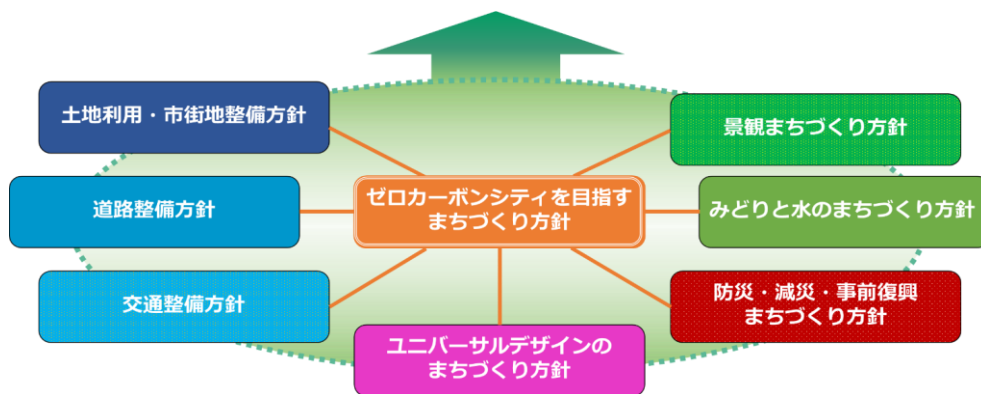 土地利用・市街地整備方針
景観まちづくり方針
道路整備方針
ゼロカーボンシティを目指す
まちづくり方針
みどりと水のまちづくり方針
交通整備方針
防災・減災・事前復興
まちづくり方針
ユニバーサルデザインの
まちづくり方針